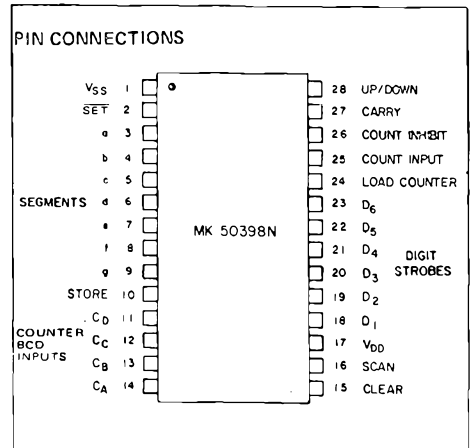 PIN CONNECTIONS
VSS 1
SET 2
a 3
b 4
c 5
SEGMENTS d 6
e 7
f 8
g 9
STORE 10
CD 11
COUNTER BCD INPUTS
CC 12
CB 13
CA 14
MK 50398N
28 UP/DOWN
27 CARRY
26 COUNT INHIBIT
25 COUNT INPUT
24 LOAD COUNTER
23 D6
22 D5
21 D4
20 D3
DIGIT STROBES
19 D2
18 D1
17 VDD
16 SCAN
15 CLEAR